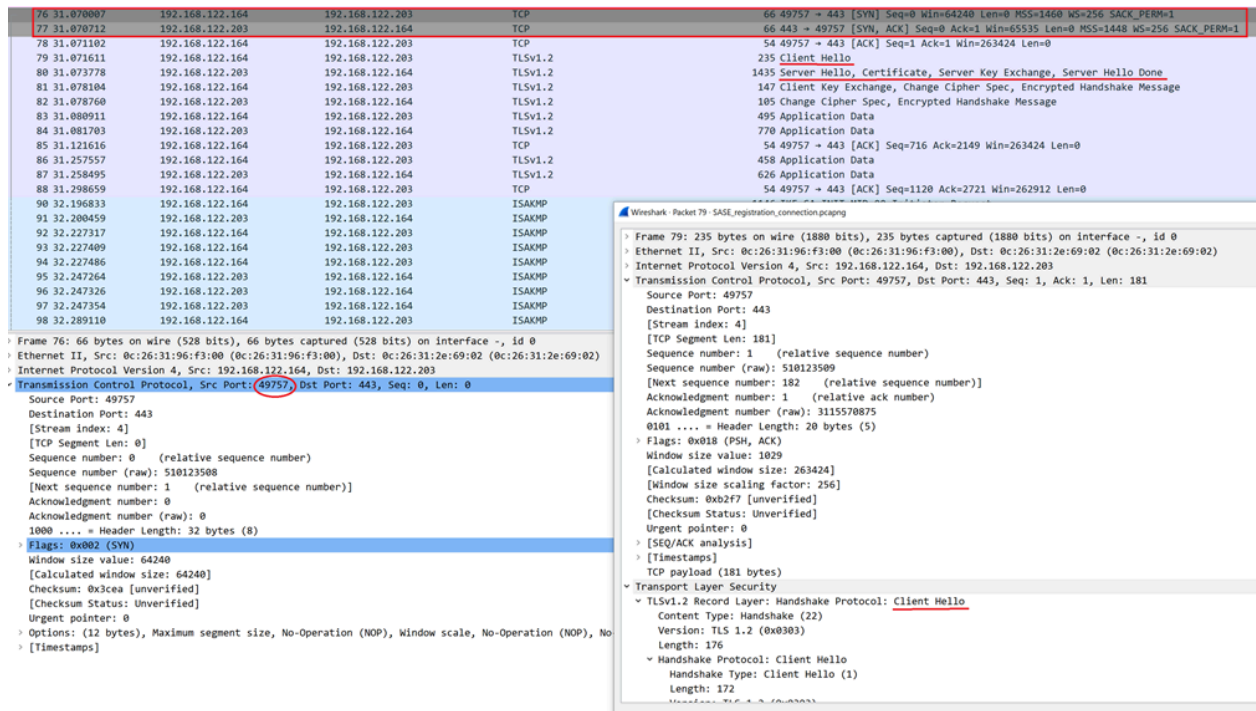 76 31.070007 192.168.122.164 192.168.122.203 TCP 66 49757 → 443 [SYN] Seq=0 Win=64240 Len=0 MSS=1460 WS=256 SACK_PERM=1
77 31.070712 192.168.122.203 192.168.122.164 TCP 66 443 → 49757 [SYN, ACK] Seq=0 Ack=1 Win=65535 Len=0 MSS=1448 WS=256 SACK_PERM=1
78 31.071102 192.168.122.164 192.168.122.203 TCP 54 49757 → 443 [ACK] Seq=1 Ack=1 Win=263424 Len=0
79 31.071611 192.168.122.164 192.168.122.203 TLSv1.2 235 Client Hello
80 31.073778 192.168.122.203 192.168.122.164 TLSv1.2 1435 Server Hello, Certificate, Server Key Exchange, Server Hello Done
81 31.078104 192.168.122.164 192.168.122.203 TLSv1.2 147 Client Key Exchange, Change Cipher Spec, Encrypted Handshake Message
82 31.078760 192.168.122.203 192.168.122.164 TLSv1.2 105 Change Cipher Spec, Encrypted Handshake Message
83 31.080911 192.168.122.164 192.168.122.203 TLSv1.2 495 Application Data
84 31.081703 192.168.122.203 192.168.122.164 TLSv1.2 770 Application Data
85 31.121616 192.168.122.164 192.168.122.203 TCP 54 49757 → 443 [ACK] Seq=716 Ack=2149 Win=263424 Len=0
86 31.257557 192.168.122.164 192.168.122.203 TLSv1.2 458 Application Data
87 31.258495 192.168.122.203 192.168.122.164 TLSv1.2 626 Application Data
88 31.298659 192.168.122.164 192.168.122.203 TCP 54 49757 → 443 [ACK] Seq=1120 Ack=2721 Win=262912 Len=0
90 32.196833 192.168.122.164 192.168.122.203 ISAKMP
91 32.200459 192.168.122.203 192.168.122.164 ISAKMP
92 32.227317 192.168.122.164 192.168.122.203 ISAKMP
93 32.227409 192.168.122.164 192.168.122.203 ISAKMP
94 32.227486 192.168.122.164 192.168.122.203 ISAKMP
95 32.247264 192.168.122.203 192.168.122.164 ISAKMP
96 32.247326 192.168.122.203 192.168.122.164 ISAKMP
97 32.247354 192.168.122.203 192.168.122.164 ISAKMP
98 32.289110 192.168.122.164 192.168.122.203 ISAKMP
Frame 76: 66 bytes on wire (528 bits), 66 bytes captured (528 bits) on interface -, id 0
Ethernet II, Src: 0c:26:31:96:f3:00 (0c:26:31:96:f3:00), Dst: 0c:26:31:2e:69:02 (0c:26:31:2e:69:02)
Internet Protocol Version 4, Src: 192.168.122.164, Dst: 192.168.122.203
Transmission Control Protocol, Src Port: 49757, Dst Port: 443, Seq: 0, Len: 0
Source Port: 49757
Destination Port: 443
[Stream index: 4]
[TCP Segment Len: 0]
Sequence number: 0 (relative sequence number)
Sequence number (raw): 510123508
[Next sequence number: 1 (relative sequence number)]
Acknowledgment number: 0
Acknowledgment number (raw): 0
1000 .... = Header Length: 32 bytes (8)
Flags: 0x002 (SYN)
Window size value: 64240
[Calculated window size: 64240]
Checksum: 0x3cea [unverified]
[Checksum Status: Unverified]
Urgent pointer: 0
Options: (12 bytes), Maximum segment size, No-Operation (NOP), Window scale, No-Operation (NOP), No
[Timestamps]
Wireshark · Packet 79 · SASE_registration_connection.pcapng
Frame 79: 235 bytes on wire (1880 bits), 235 bytes captured (1880 bits) on interface -, id 0
Ethernet II, Src: 0c:26:31:96:f3:00 (0c:26:31:96:f3:00), Dst: 0c:26:31:2e:69:02 (0c:26:31:2e:69:02)
Internet Protocol Version 4, Src: 192.168.122.164, Dst: 192.168.122.203
Transmission Control Protocol, Src Port: 49757, Dst Port: 443, Seq: 1, Ack: 1, Len: 181
Source Port: 49757
Destination Port: 443
[Stream index: 4]
[TCP Segment Len: 181]
Sequence number: 1 (relative sequence number)
Sequence number (raw): 510123509
[Next sequence number: 182 (relative sequence number)]
Acknowledgment number: 1 (relative ack number)
Acknowledgment number (raw): 3115570875
0101 .... = Header Length: 20 bytes (5)
Flags: 0x018 (PSH, ACK)
Window size value: 1029
[Calculated window size: 263424]
[Window size scaling factor: 256]
Checksum: 0xb2f7 [unverified]
[Checksum Status: Unverified]
Urgent pointer: 0
[SEQ/ACK analysis]
[Timestamps]
TCP payload (181 bytes)
Transport Layer Security
TLSv1.2 Record Layer: Handshake Protocol: Client Hello
Content Type: Handshake (22)
Version: TLS 1.2 (0x0303)
Length: 176
Handshake Protocol: Client Hello
Handshake Type: Client Hello (1)
Length: 172